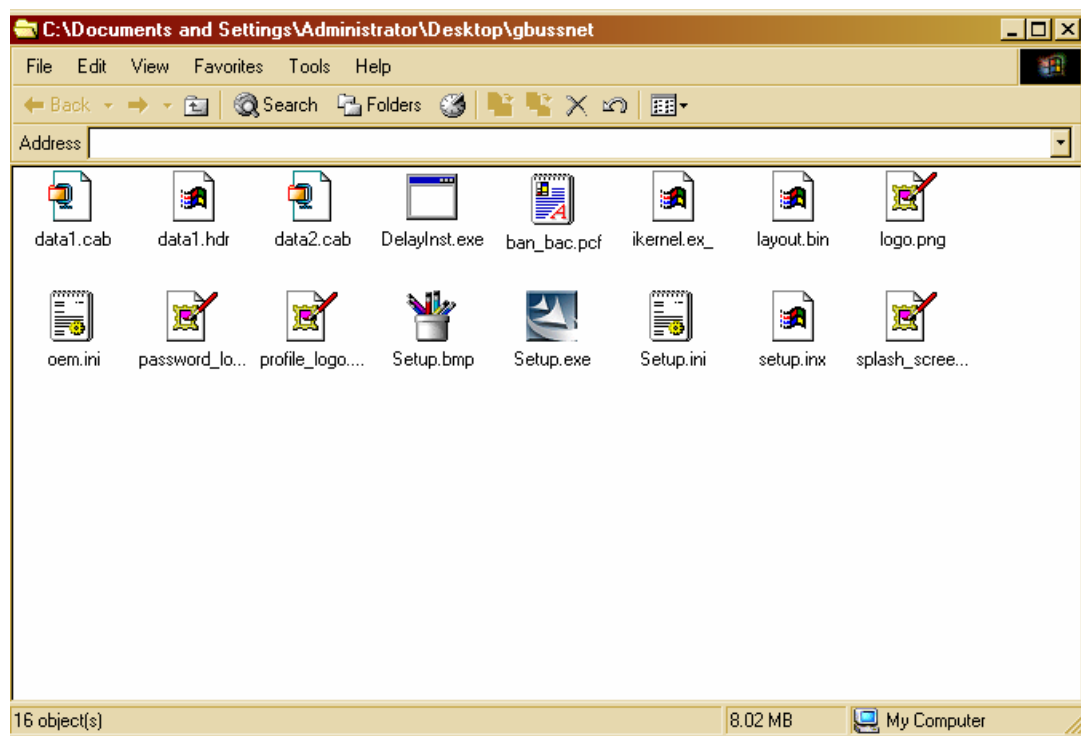 C:\Documents and Settings\Administrator\Desktop\gbussnet
File Edit View Favorites Tools Help
Back Search Folders
Address
data1.cab data1.hdr data2.cab DelayInst.exe ban_bac.pcf ikernel.ex_ layout.bin logo.png
oem.ini password_lo... profile_logo.... Setup.bmp Setup.exe Setup.ini setup.inx splash_scree...
16 object(s) 8.02 MB My Computer